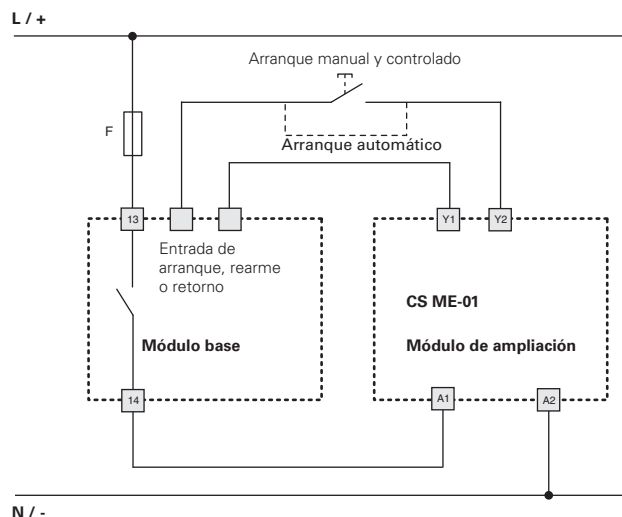 L / +
Arranque manual y controlado
F
Arranque automático
13
Y1
Y2
Entrada de
arranque, rearme
o retorno
CS ME-01
Módulo base
Módulo de ampliación
14
A1
A2
N / -